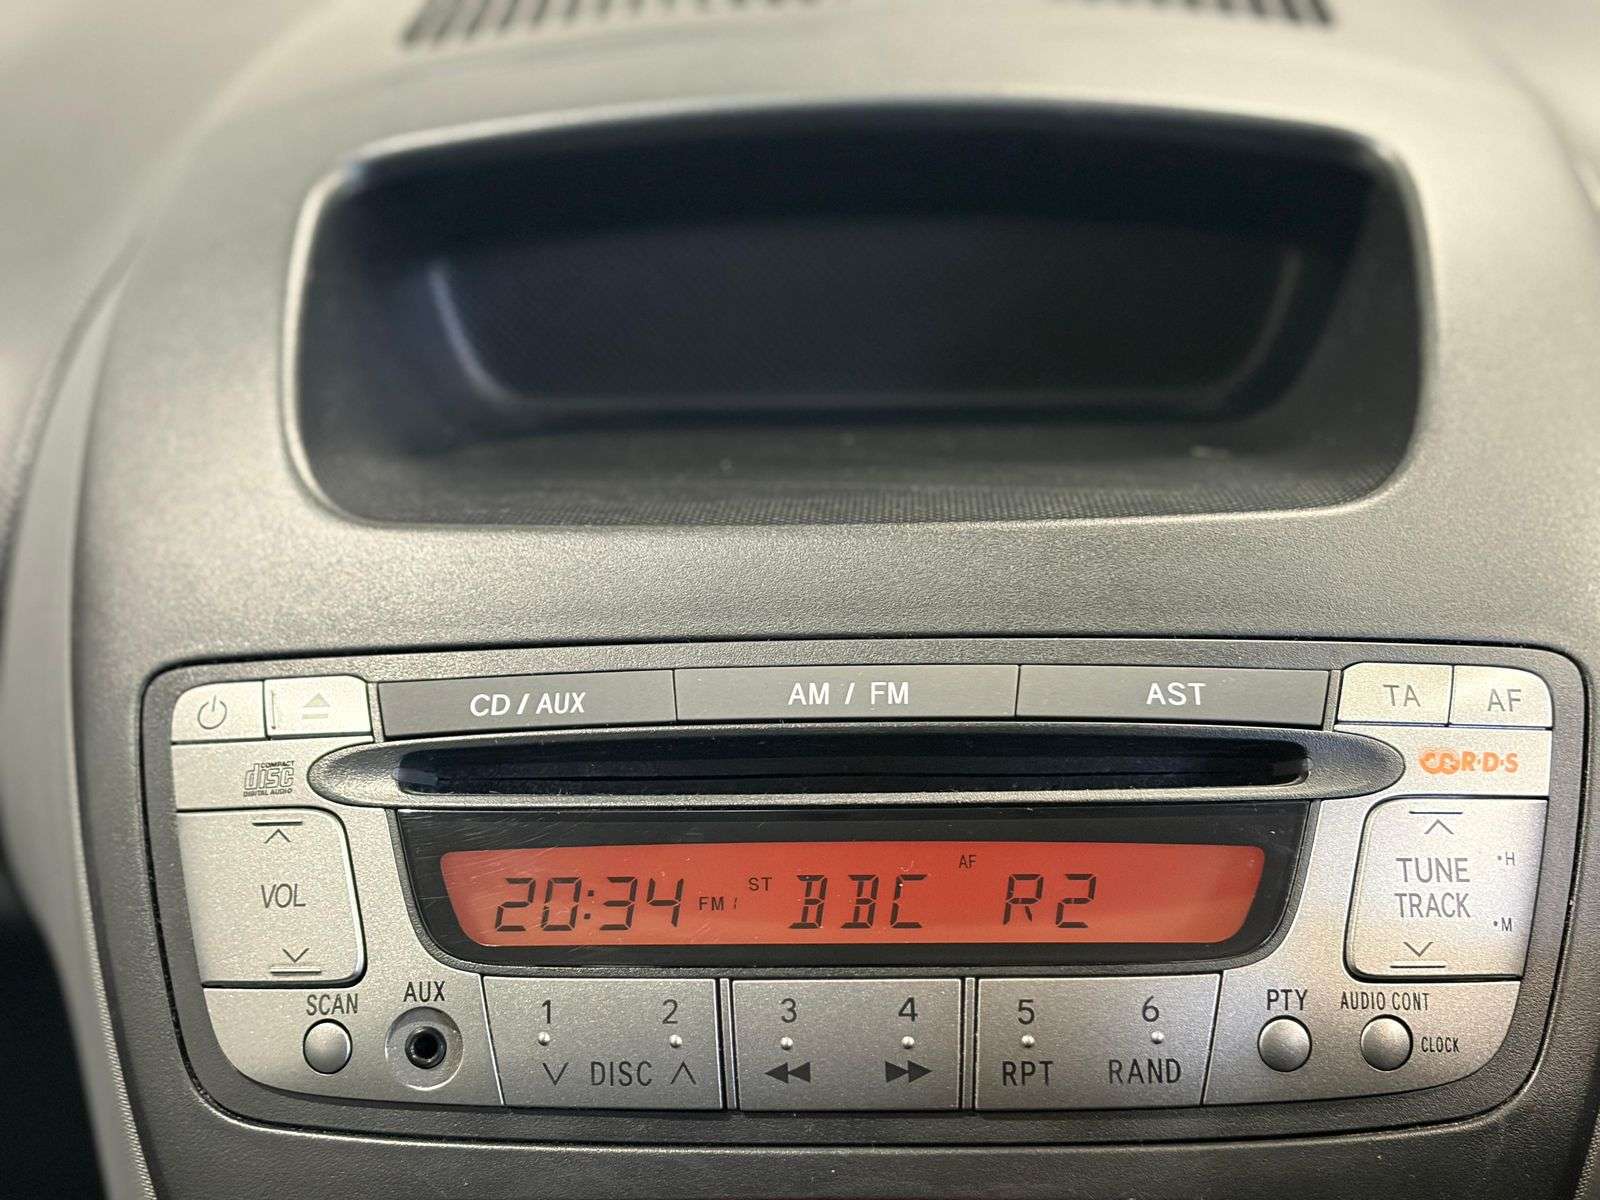 CD / AUX AM / FM AST TA AF
COMPACT disc DIGITAL AUDIO R·D·S
VOL
20:34 FM 1 ST BBC AF R2
TUNE TRACK •H •M
SCAN AUX 1 2 3 4 5 6 PTY AUDIO CONT
DISC RPT RAND CLOCK